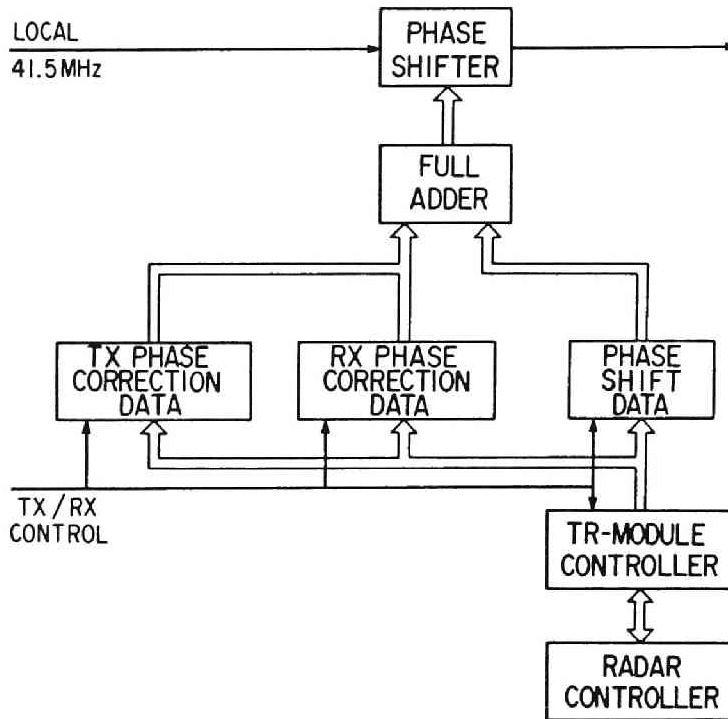 LOCAL
41.5MHz
PHASE
SHIFTER
FULL
ADDER
TX PHASE
CORRECTION
DATA
RX PHASE
CORRECTION
DATA
PHASE
SHIFT
DATA
TX/RX
CONTROL
TR-MODULE
CONTROLLER
RADAR
CONTROLLER